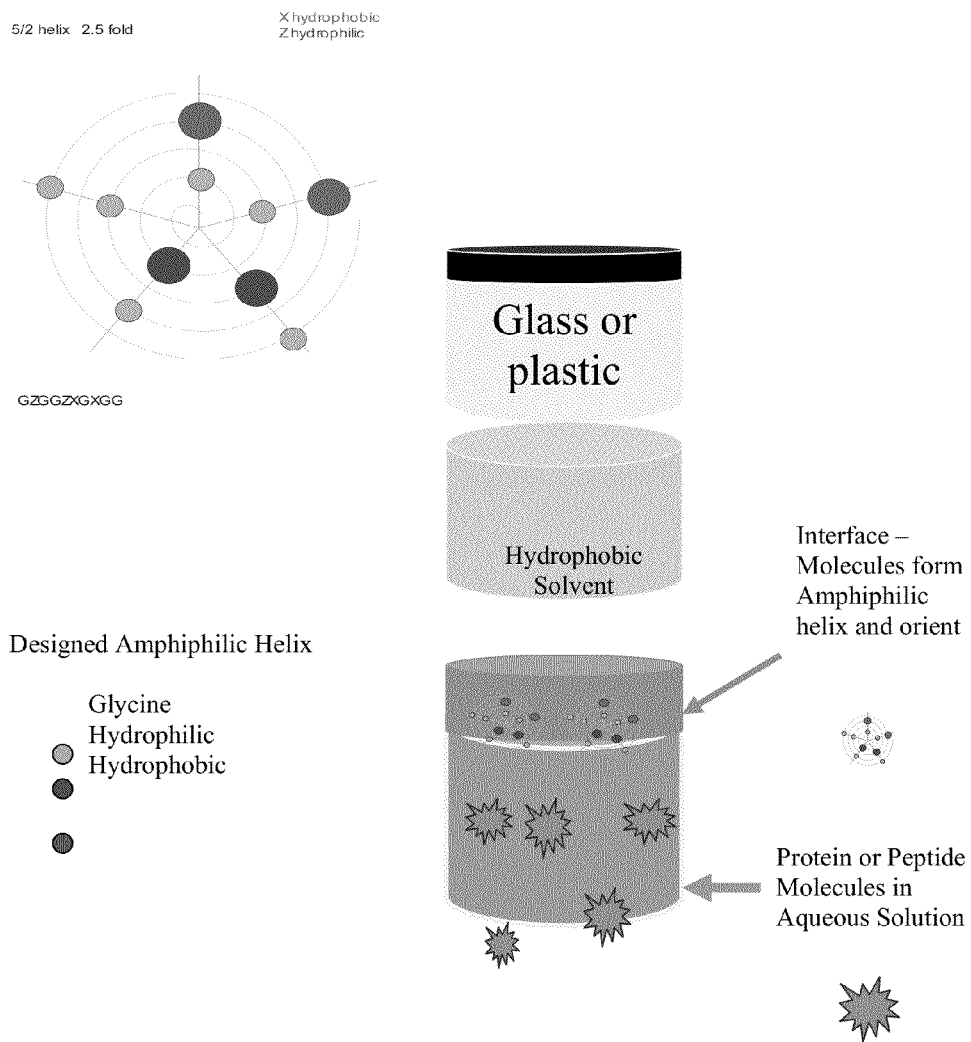 5/2 helix 2.5 fold
X hydrophobic
Z hydrophilic
GZGGZXGXGG
Glass or
plastic
Hydrophobic
Solvent
Interface –
Molecules form
Amphiphilic
helix and orient
Designed Amphiphilic Helix
Glycine
Hydrophilic
Hydrophobic
Protein or Peptide
Molecules in
Aqueous Solution